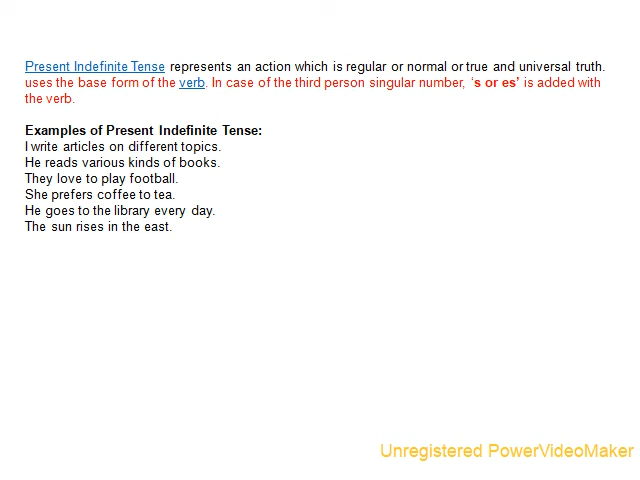 Present Indefinite Tense represents an action which is regular or normal or true and universal truth.
uses the base form of the verb. In case of the third person singular number, ‘s or es’ is added with
the verb.
Examples of Present Indefinite Tense:
I write articles on different topics.
He reads various kinds of books.
They love to play football.
She prefers coffee to tea.
He goes to the library every day.
The sun rises in the east.
Unregistered PowerVideoMaker